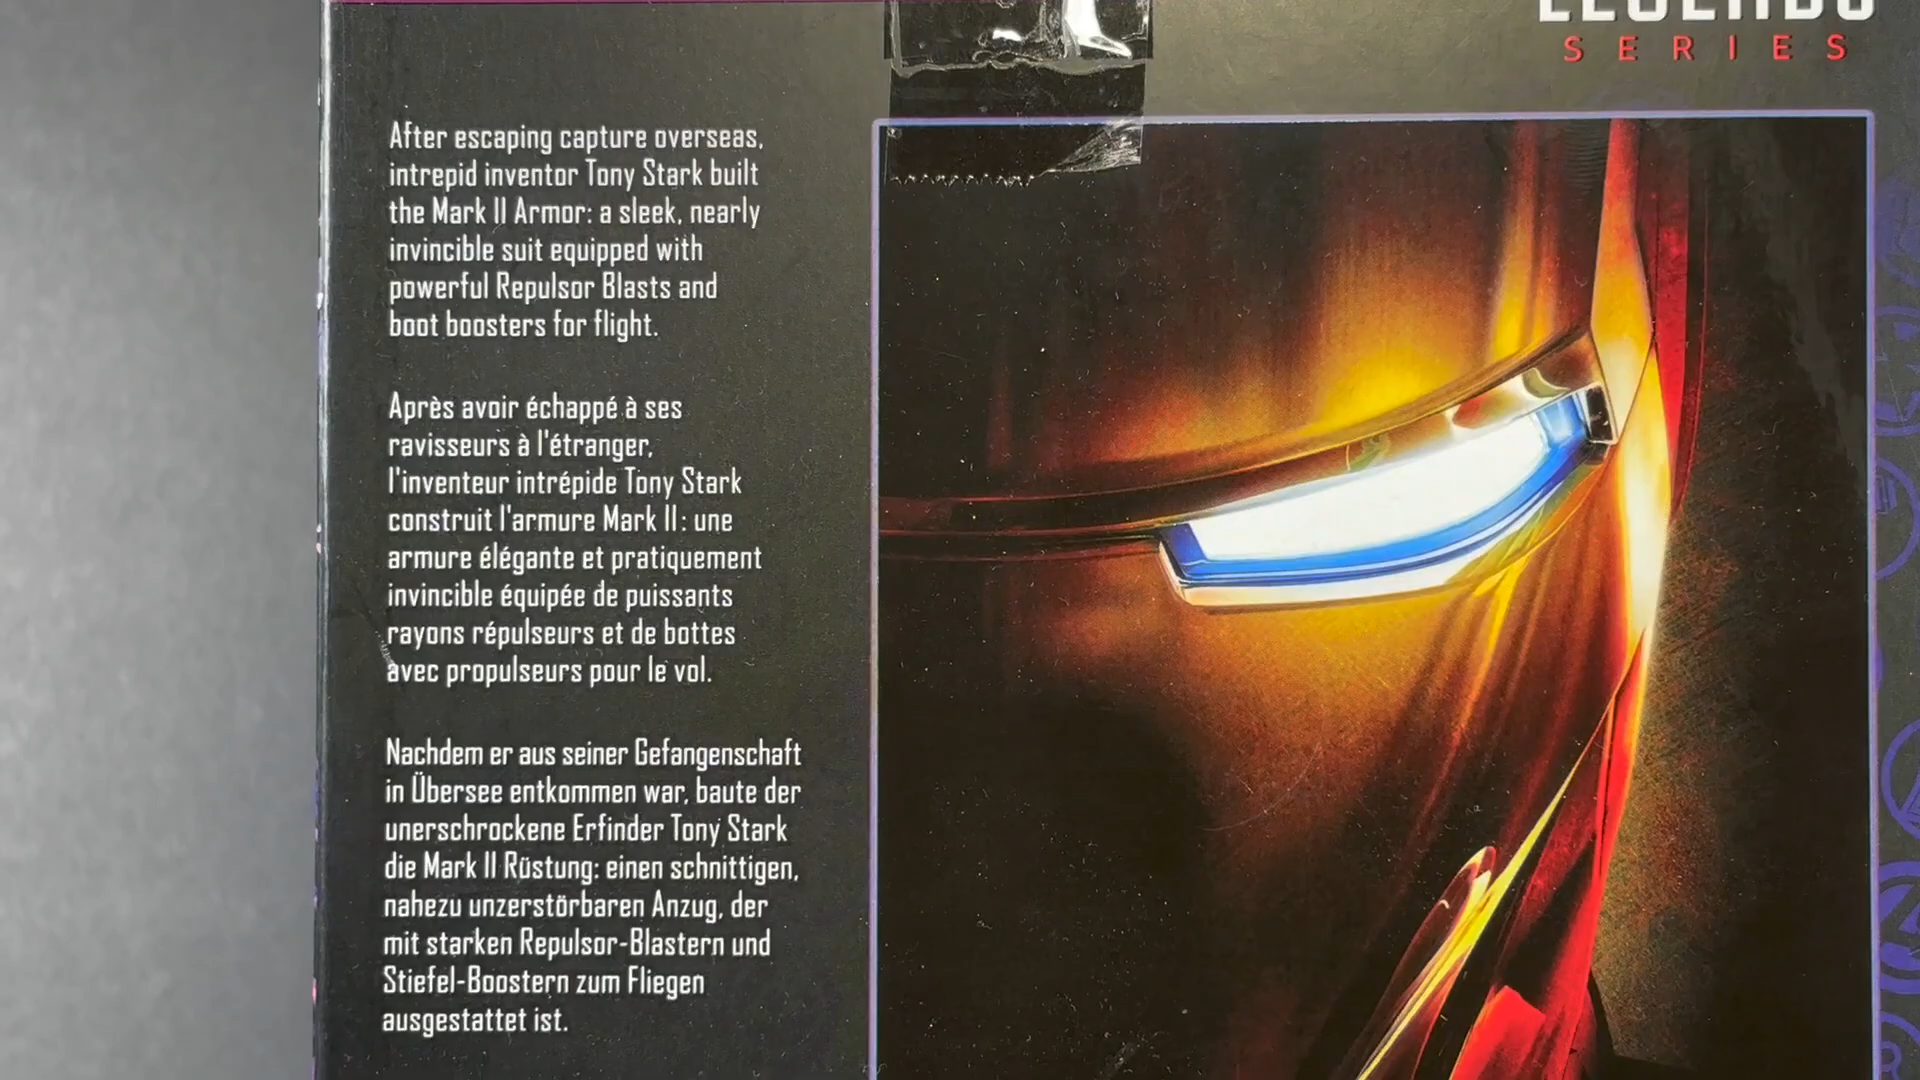 LEGENDS
SERIES
After escaping capture overseas,
intrepid inventor Tony Stark built
the Mark II Armor: a sleek, nearly
invincible suit equipped with
powerful Repulsor Blasts and
boot boosters for flight.
Après avoir échappé à ses
ravisseurs à l'étranger,
l'inventeur intrépide Tony Stark
construit l'armure Mark II : une
armure élégante et pratiquement
invincible équipée de puissants
rayons répulseurs et de bottes
avec propulseurs pour le vol.
Nachdem er aus seiner Gefangenschaft
in Übersee entkommen war, baute der
unerschrockene Erfinder Tony Stark
die Mark II Rüstung: einen schnittigen,
nahezu unzerstörbaren Anzug, der
mit starken Repulsor-Blastern und
Stiefel-Boostern zum Fliegen
ausgestattet ist.